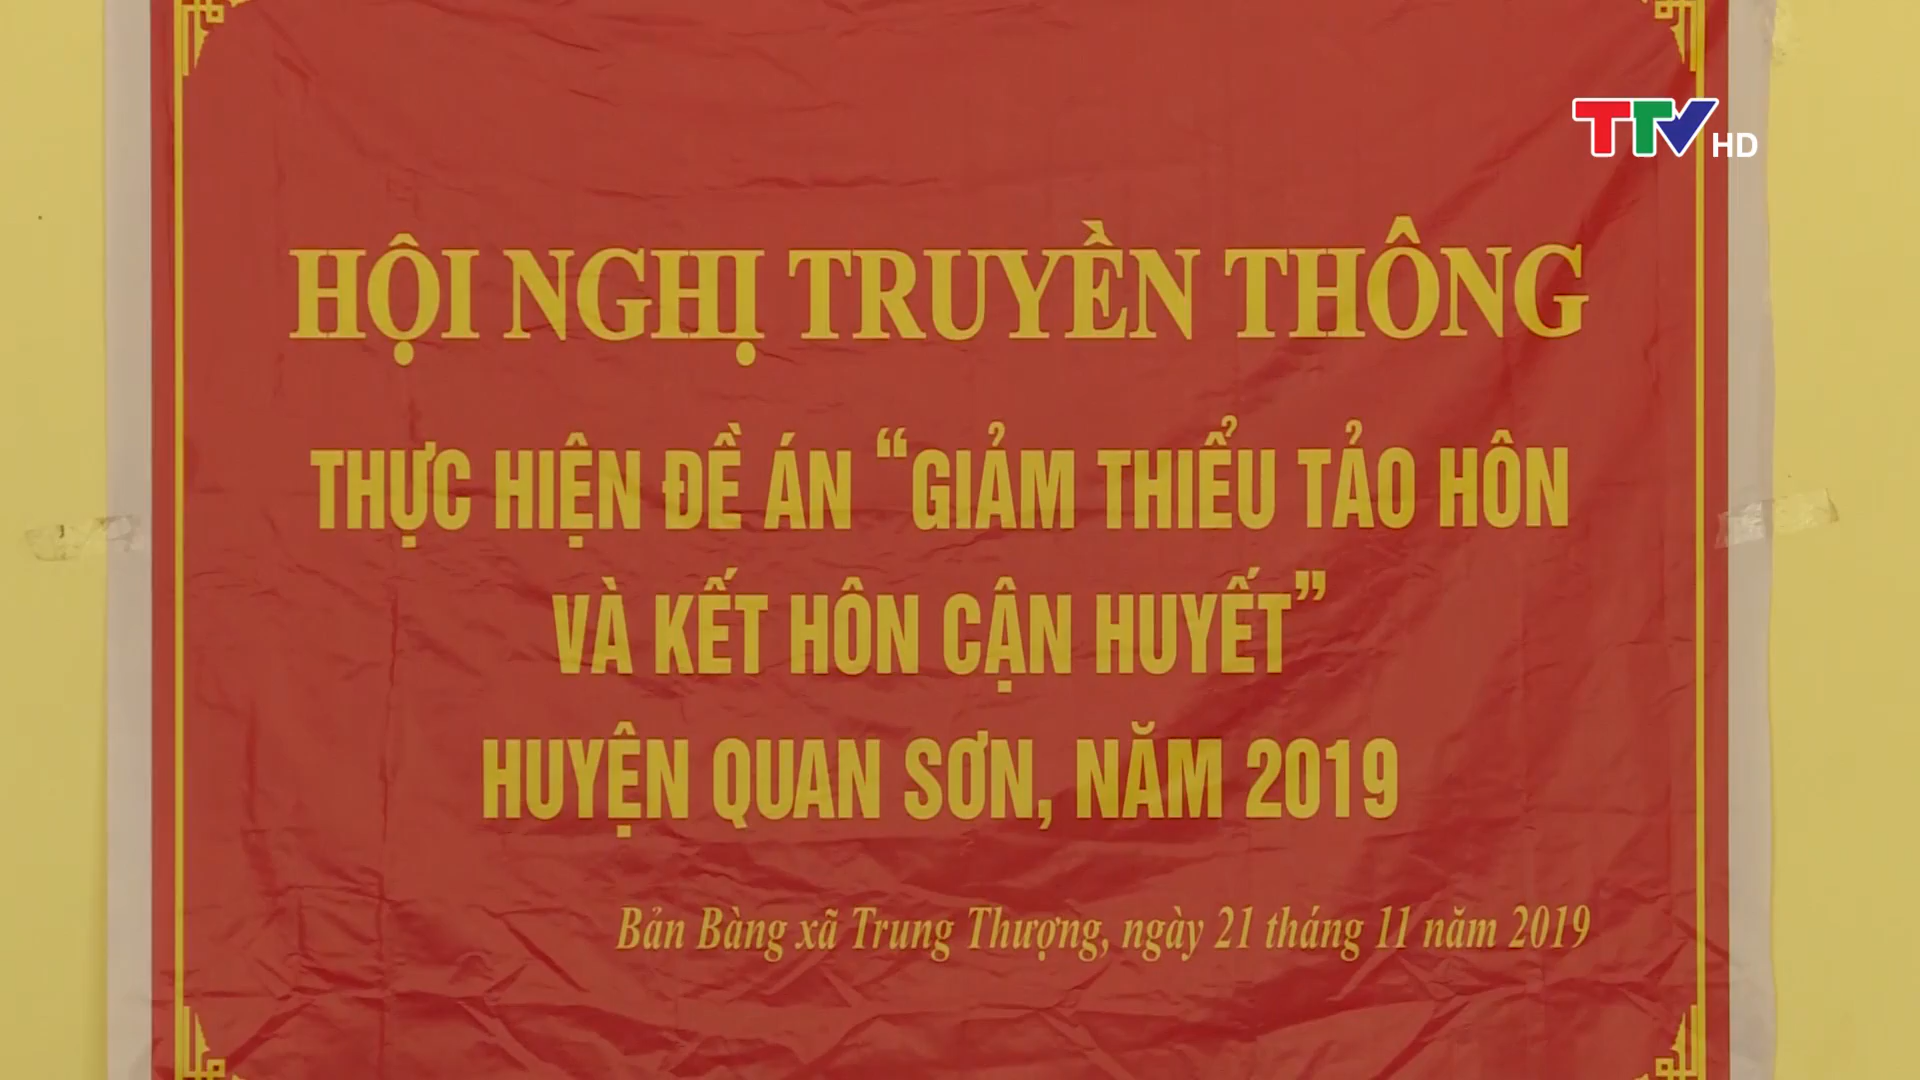 TTV HD
HỘI NGHỊ TRUYỀN THÔNG
THỰC HIỆN ĐỀ ÁN “GIẢM THIỂU TẢO HÔN
VÀ KẾT HÔN CẬN HUYẾT”
HUYỆN QUAN SƠN, NĂM 2019
Bản Bàng xã Trung Thượng, ngày 21 tháng 11 năm 2019